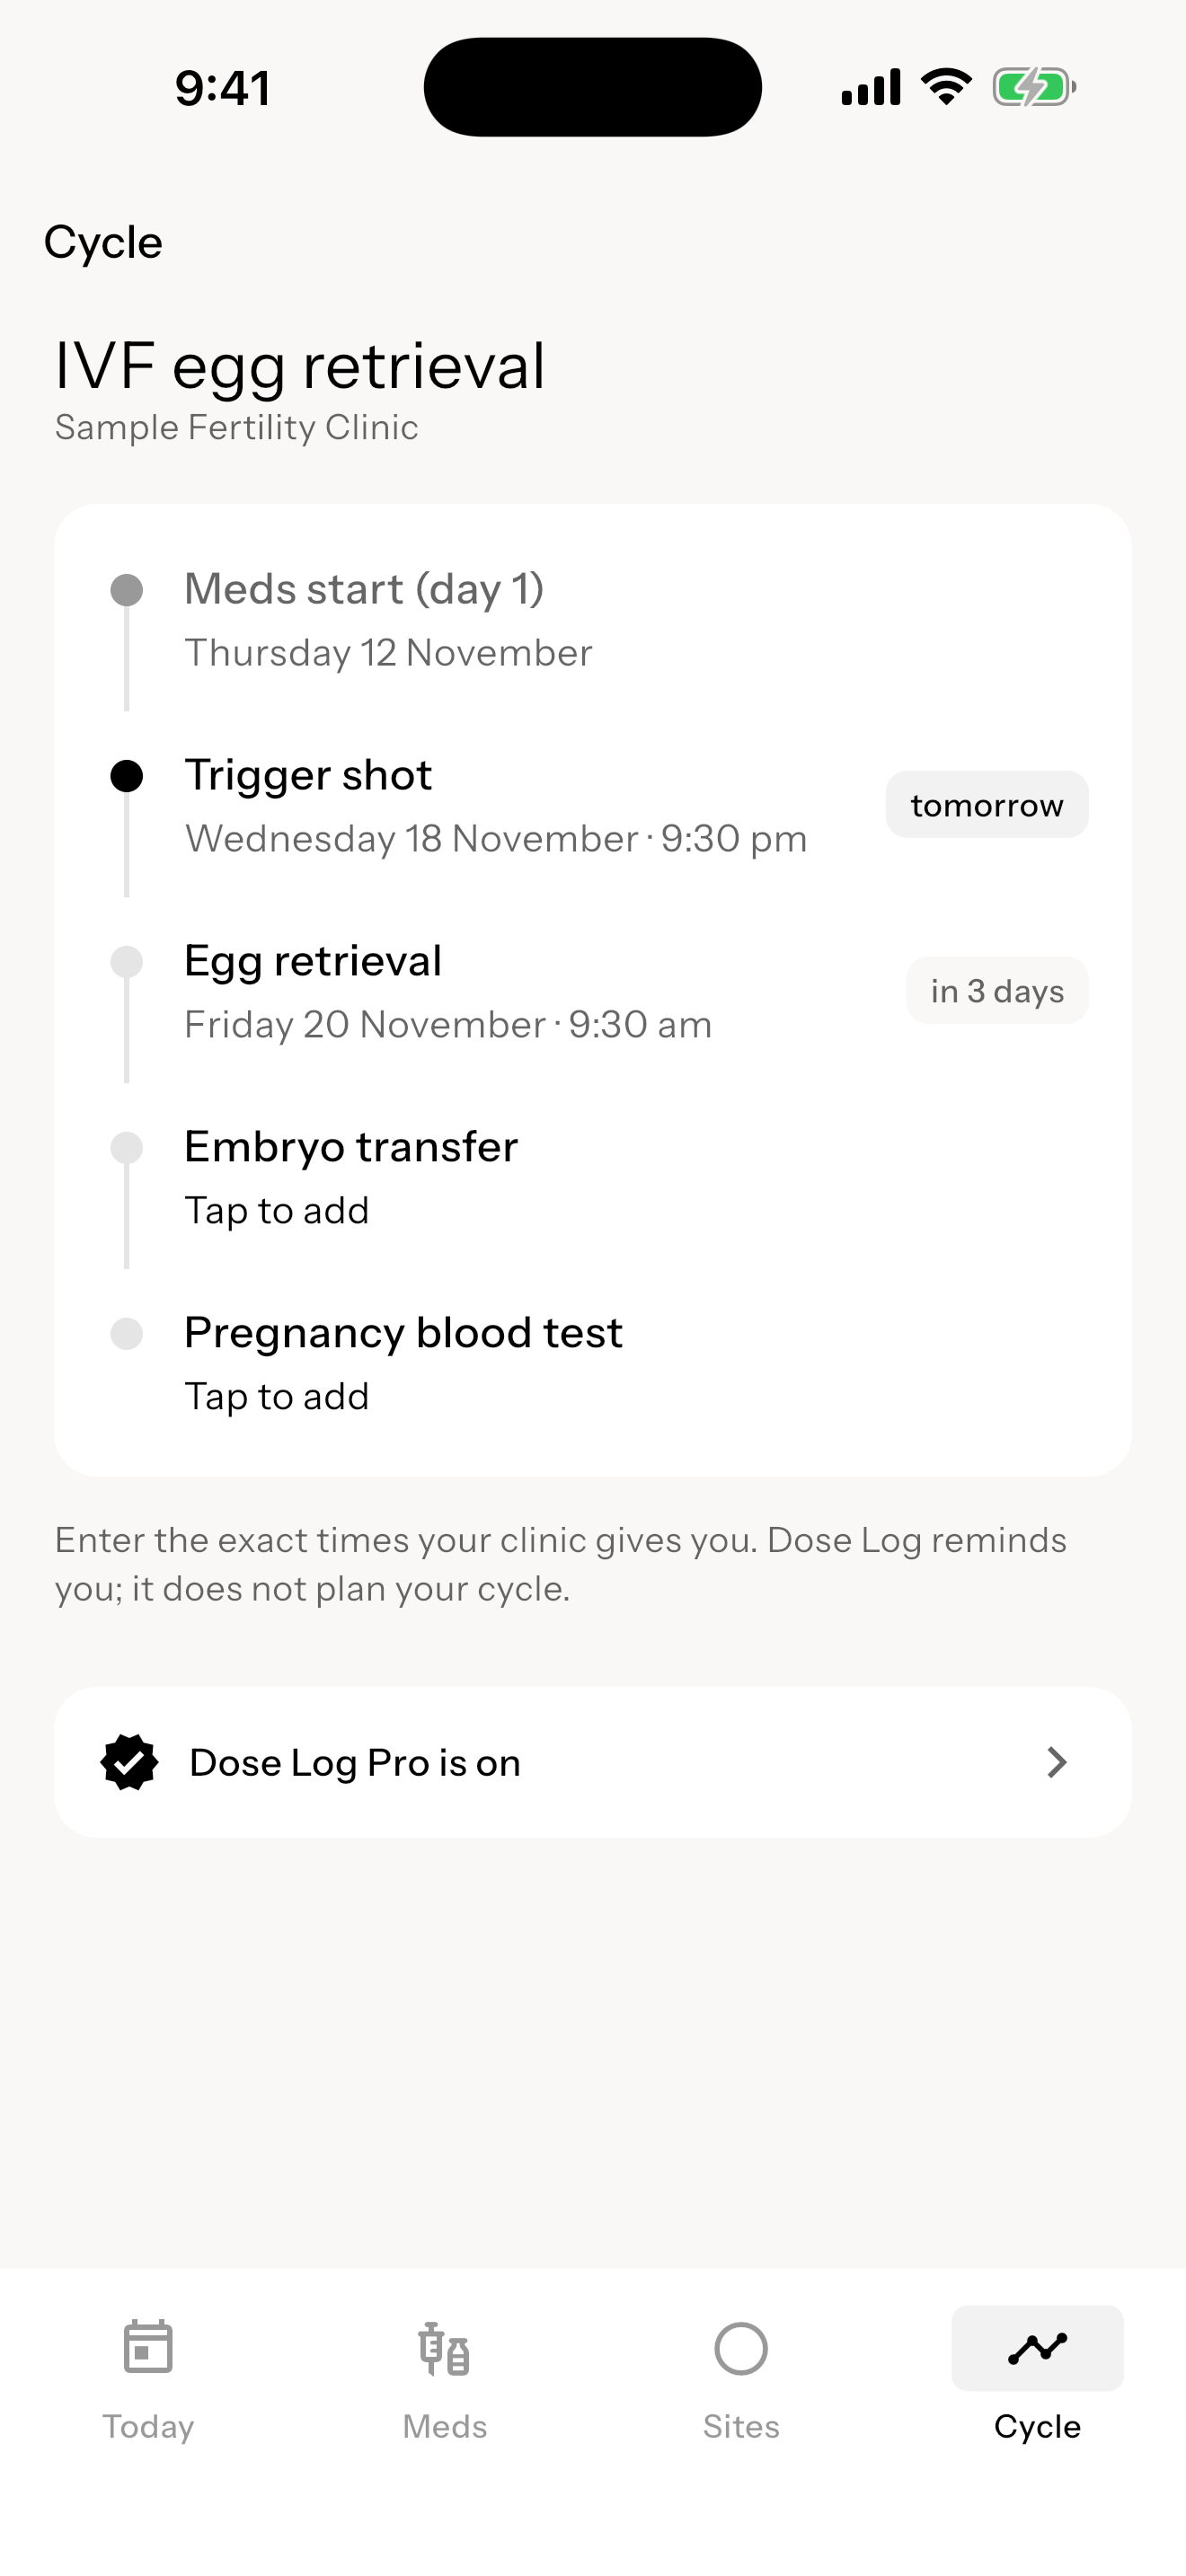 9:41
Cycle
IVF egg retrieval
Sample Fertility Clinic
Meds start (day 1)
Thursday 12 November
Trigger shot
Wednesday 18 November · 9:30 pm
tomorrow
Egg retrieval
Friday 20 November · 9:30 am
in 3 days
Embryo transfer
Tap to add
Pregnancy blood test
Tap to add
Enter the exact times your clinic gives you. Dose Log reminds
you; it does not plan your cycle.
Dose Log Pro is on
Today
Meds
Sites
Cycle